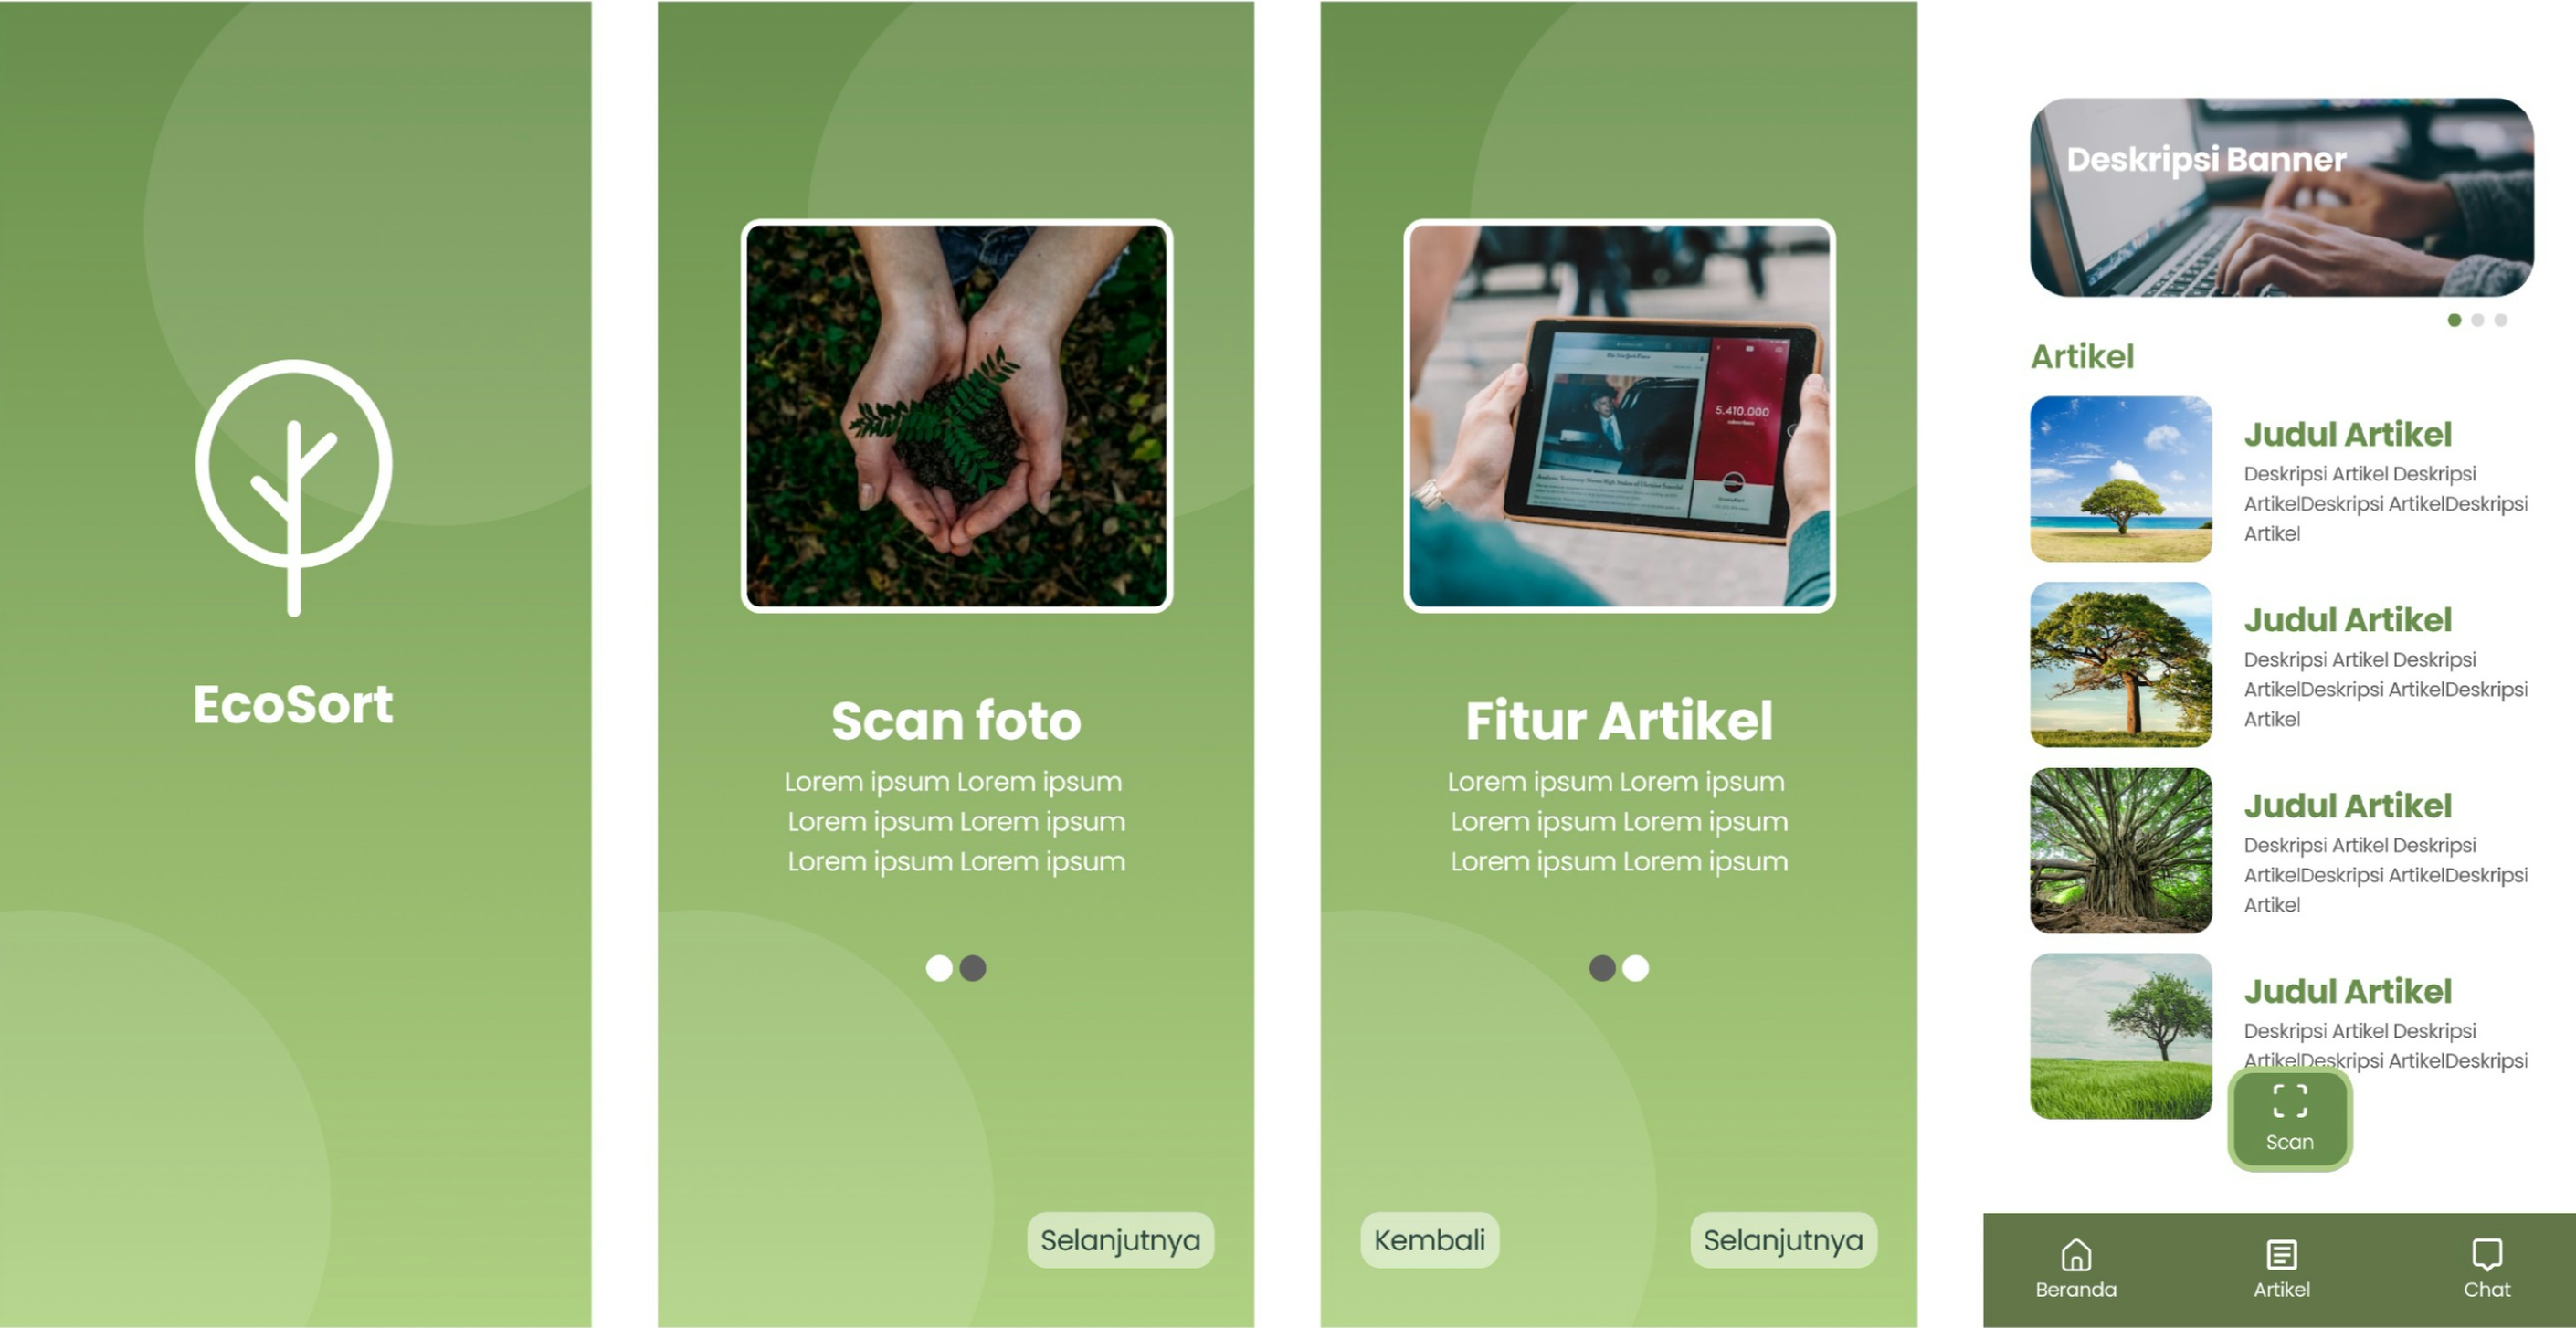 EcoSort
Scan foto
Lorem ipsum Lorem ipsum
Lorem ipsum Lorem ipsum
Lorem ipsum Lorem ipsum
Selanjutnya
5.410.000
Fitur Artikel
Lorem ipsum Lorem ipsum
Lorem ipsum Lorem ipsum
Lorem ipsum Lorem ipsum
Kembali
Selanjutnya
Deskripsi Banner
Artikel
Judul Artikel
Deskripsi Artikel Deskripsi
ArtikelDeskripsi ArtikelDeskripsi
Artikel
Judul Artikel
Deskripsi Artikel Deskripsi
ArtikelDeskripsi ArtikelDeskripsi
Artikel
Judul Artikel
Deskripsi Artikel Deskripsi
ArtikelDeskripsi ArtikelDeskripsi
Artikel
Judul Artikel
Deskripsi Artikel Deskripsi
ArtikelDeskripsi ArtikelDeskripsi
Scan
Beranda
Artikel
Chat